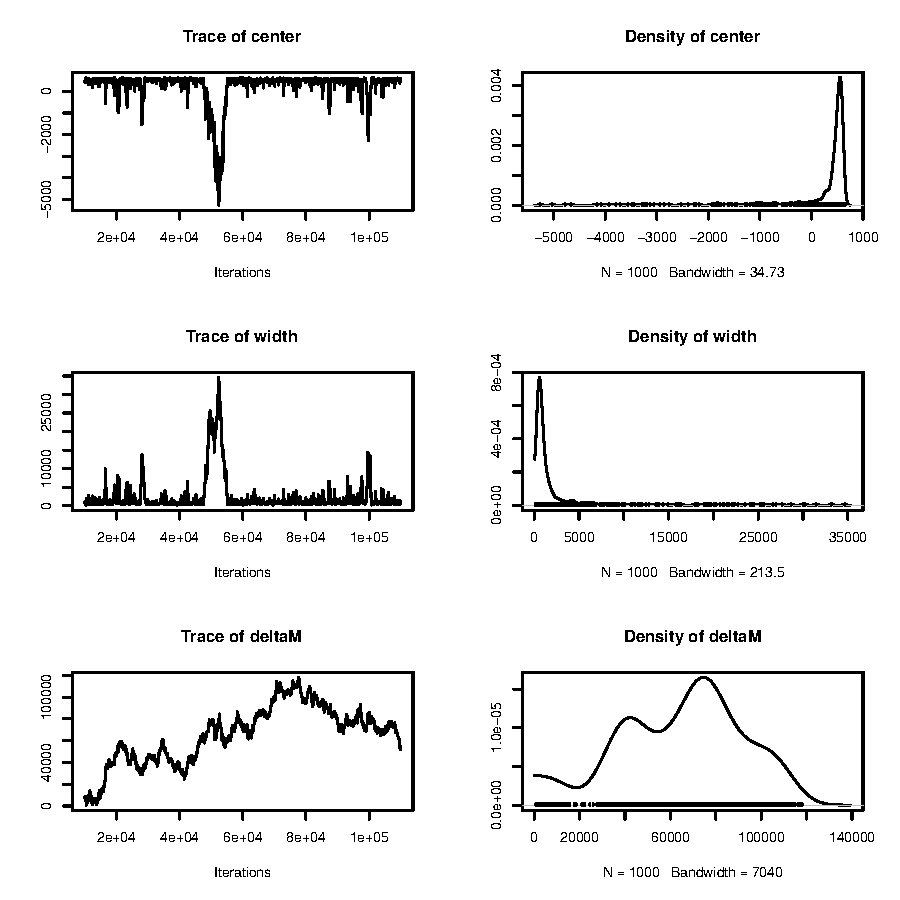 Trace of center
Density of center
0
−2000
−5000
2e+04 4e+04 6e+04 8e+04 1e+05
Iterations
0.004
0.002
0.000
−5000 −4000 −3000 −2000 −1000 0 1000
N = 1000 Bandwidth = 34.73
Trace of width
Density of width
25000
10000
0
2e+04 4e+04 6e+04 8e+04 1e+05
Iterations
8e−04
4e−04
0e+00
0 5000 15000 25000 35000
N = 1000 Bandwidth = 213.5
Trace of deltaM
Density of deltaM
100000
40000
0
2e+04 4e+04 6e+04 8e+04 1e+05
Iterations
1.0e−05
0.0e+00
0 20000 60000 100000 140000
N = 1000 Bandwidth = 7040